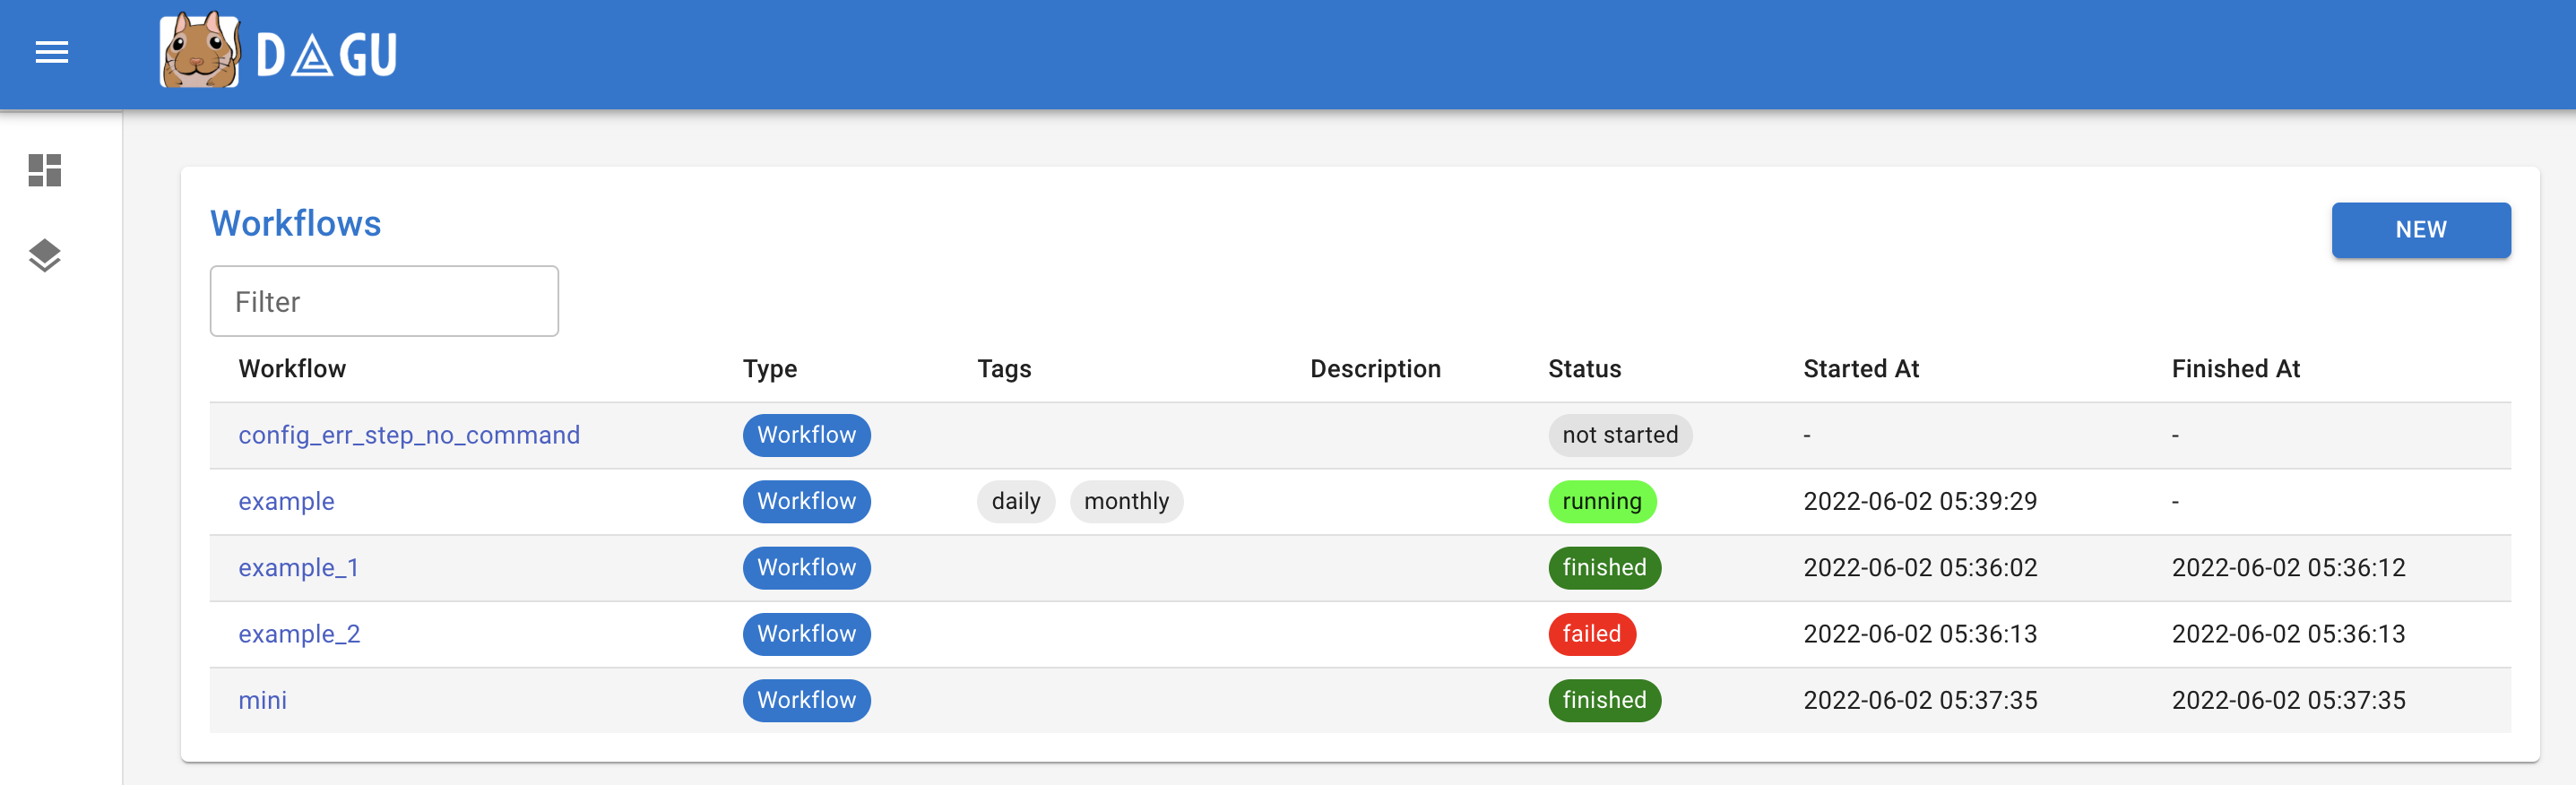 DAGU
Workflows
NEW
Filter
Workflow Type Tags Description Status Started At Finished At
config_err_step_no_command Workflow not started - -
example Workflow daily monthly running 2022-06-02 05:39:29 -
example_1 Workflow finished 2022-06-02 05:36:02 2022-06-02 05:36:12
example_2 Workflow failed 2022-06-02 05:36:13 2022-06-02 05:36:13
mini Workflow finished 2022-06-02 05:37:35 2022-06-02 05:37:35